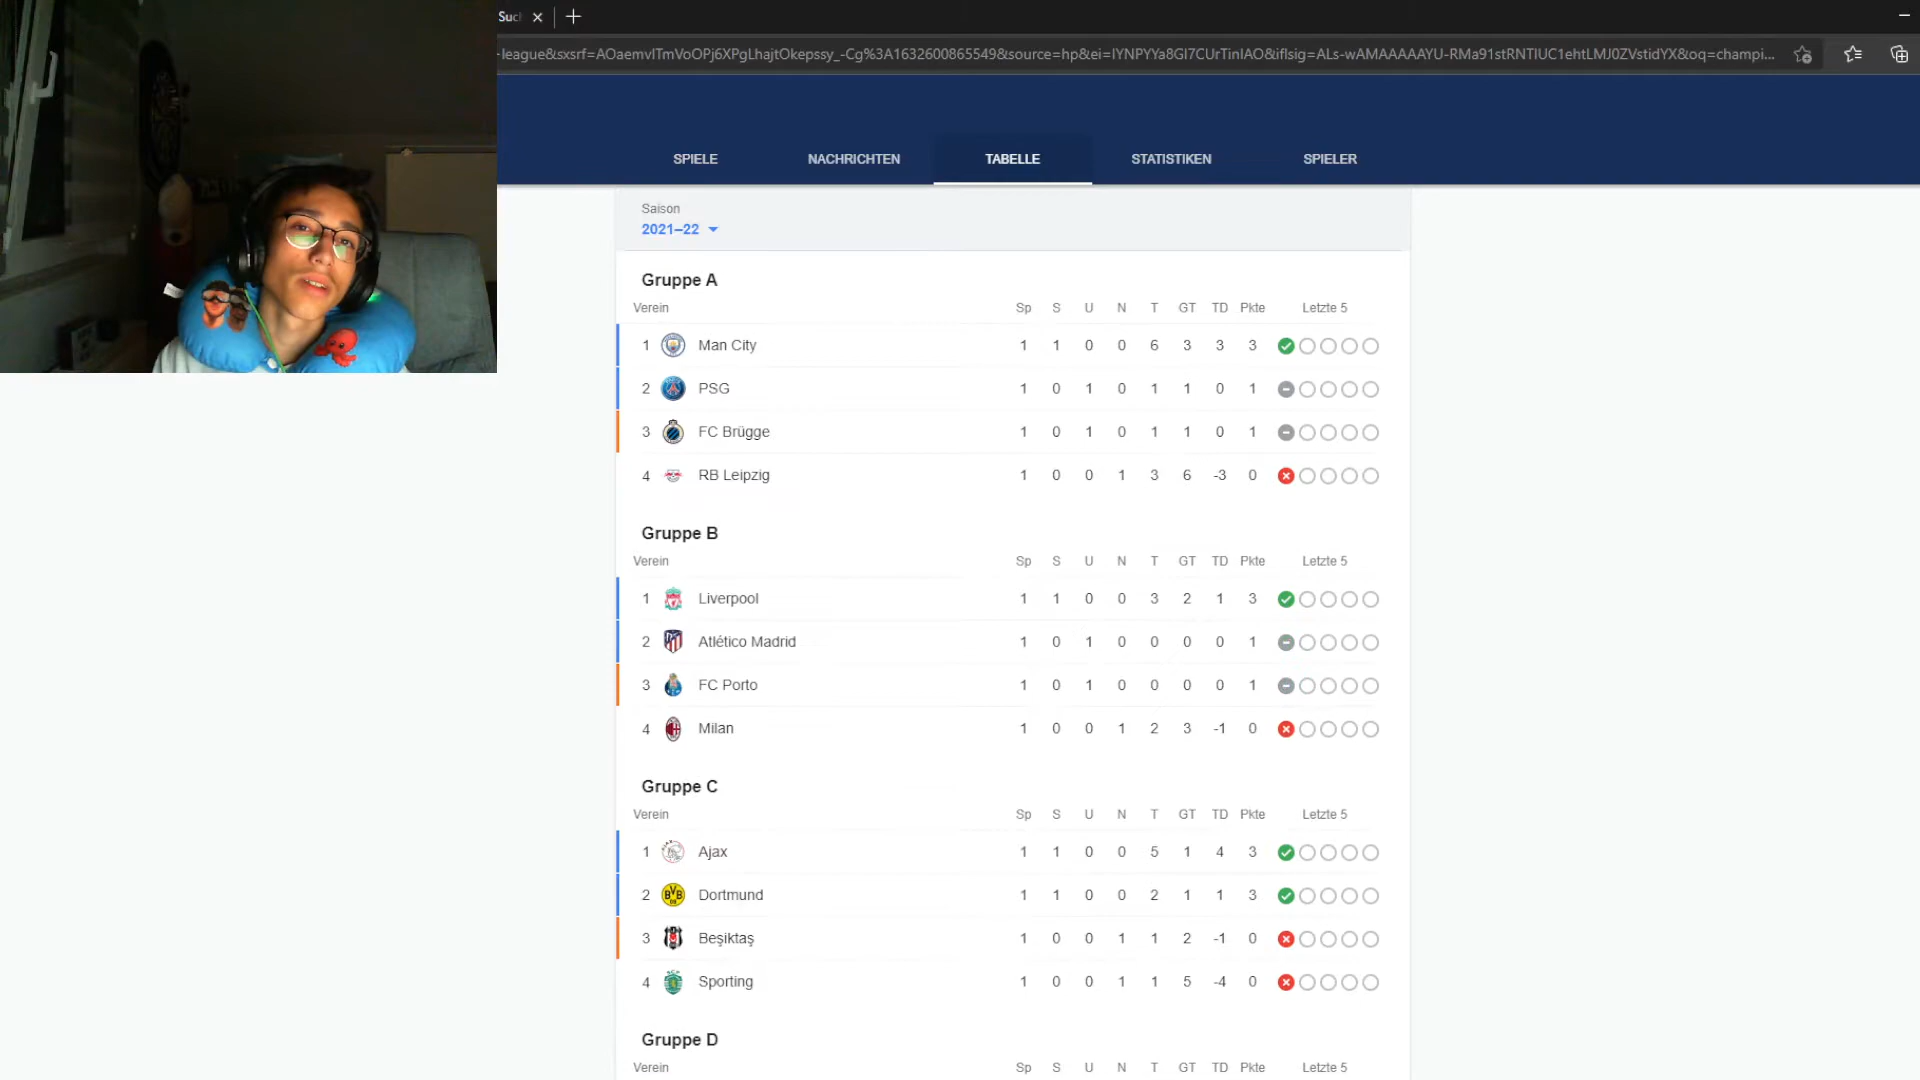 Suc
-league&sxsrf=AOaemvITmVoOPj6XPgLhajtOkepssy_-Cg%3A1632600865549&source=hp&ei=IYNPYYa8GI7CUrTinIAO&iflsig=ALs-wAMAAAAAYU-RMa91stRNTIUC1ehtLMJ0ZVstidYX&oq=champi...
SPIELE NACHRICHTEN TABELLE STATISTIKEN SPIELER
Saison
2021–22
Gruppe A
Verein Sp S U N T GT TD Pkte Letzte 5
1 Man City 1 1 0 0 6 3 3 3
2 PSG 1 0 1 0 1 1 0 1
3 FC Brügge 1 0 1 0 1 1 0 1
4 RB Leipzig 1 0 0 1 3 6 -3 0
Gruppe B
Verein Sp S U N T GT TD Pkte Letzte 5
1 Liverpool 1 1 0 0 3 2 1 3
2 Atlético Madrid 1 0 1 0 0 0 0 1
3 FC Porto 1 0 1 0 0 0 0 1
4 Milan 1 0 0 1 2 3 -1 0
Gruppe C
Verein Sp S U N T GT TD Pkte Letzte 5
1 Ajax 1 1 0 0 5 1 4 3
2 Dortmund 1 1 0 0 2 1 1 3
3 Beşiktaş 1 0 0 1 1 2 -1 0
4 Sporting 1 0 0 1 1 5 -4 0
Gruppe D
Verein Sp S U N T GT TD Pkte Letzte 5